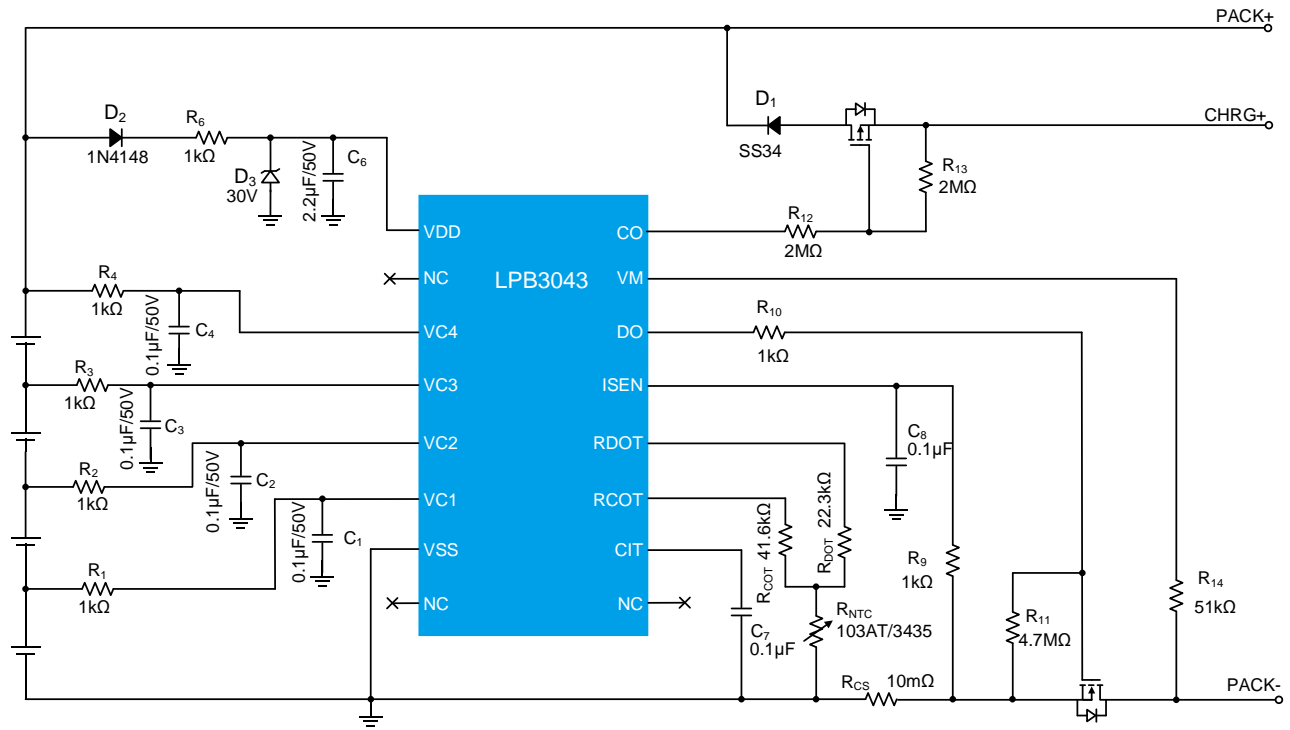 PACK+
D1
SS34
CHRG+
D2
1N4148
R6
1kΩ
D3
30V
2.2µF/50V
C6
R13
2MΩ
R12
2MΩ
VDD
CO
NC
LPB3043
VM
R4
1kΩ
0.1µF/50V
C4
VC4
DO
R10
1kΩ
R3
1kΩ
0.1µF/50V
C3
VC3
ISEN
C8
0.1µF
R2
1kΩ
0.1µF/50V
C2
VC2
RDOT
RDOT 22.3kΩ
R1
1kΩ
0.1µF/50V
C1
VC1
RCOT
RCOT 41.6kΩ
VSS
CIT
R9
1kΩ
R14
51kΩ
NC
NC
C7
0.1µF
RNTC
103AT/3435
R11
4.7MΩ
RCS 10mΩ
PACK-